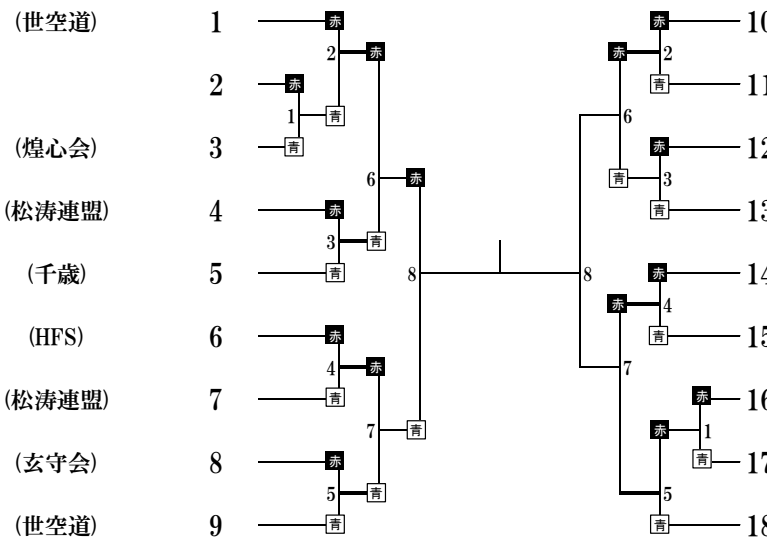 (世空道) 1 赤 赤 10
2 赤 赤 2
2 赤 青 11
1 青 6
(煌心会) 3 青 赤 12
6 赤 青 3
(松涛連盟) 4 赤 青 13
3 青
(千歳) 5 青 8 8 赤 14
赤 4
(HFS) 6 赤 青 15
4 赤 7
(松涛連盟) 7 青 赤 16
7 青 赤 1
(玄守会) 8 赤 青 17
5 青 5
(世空道) 9 青 青 18